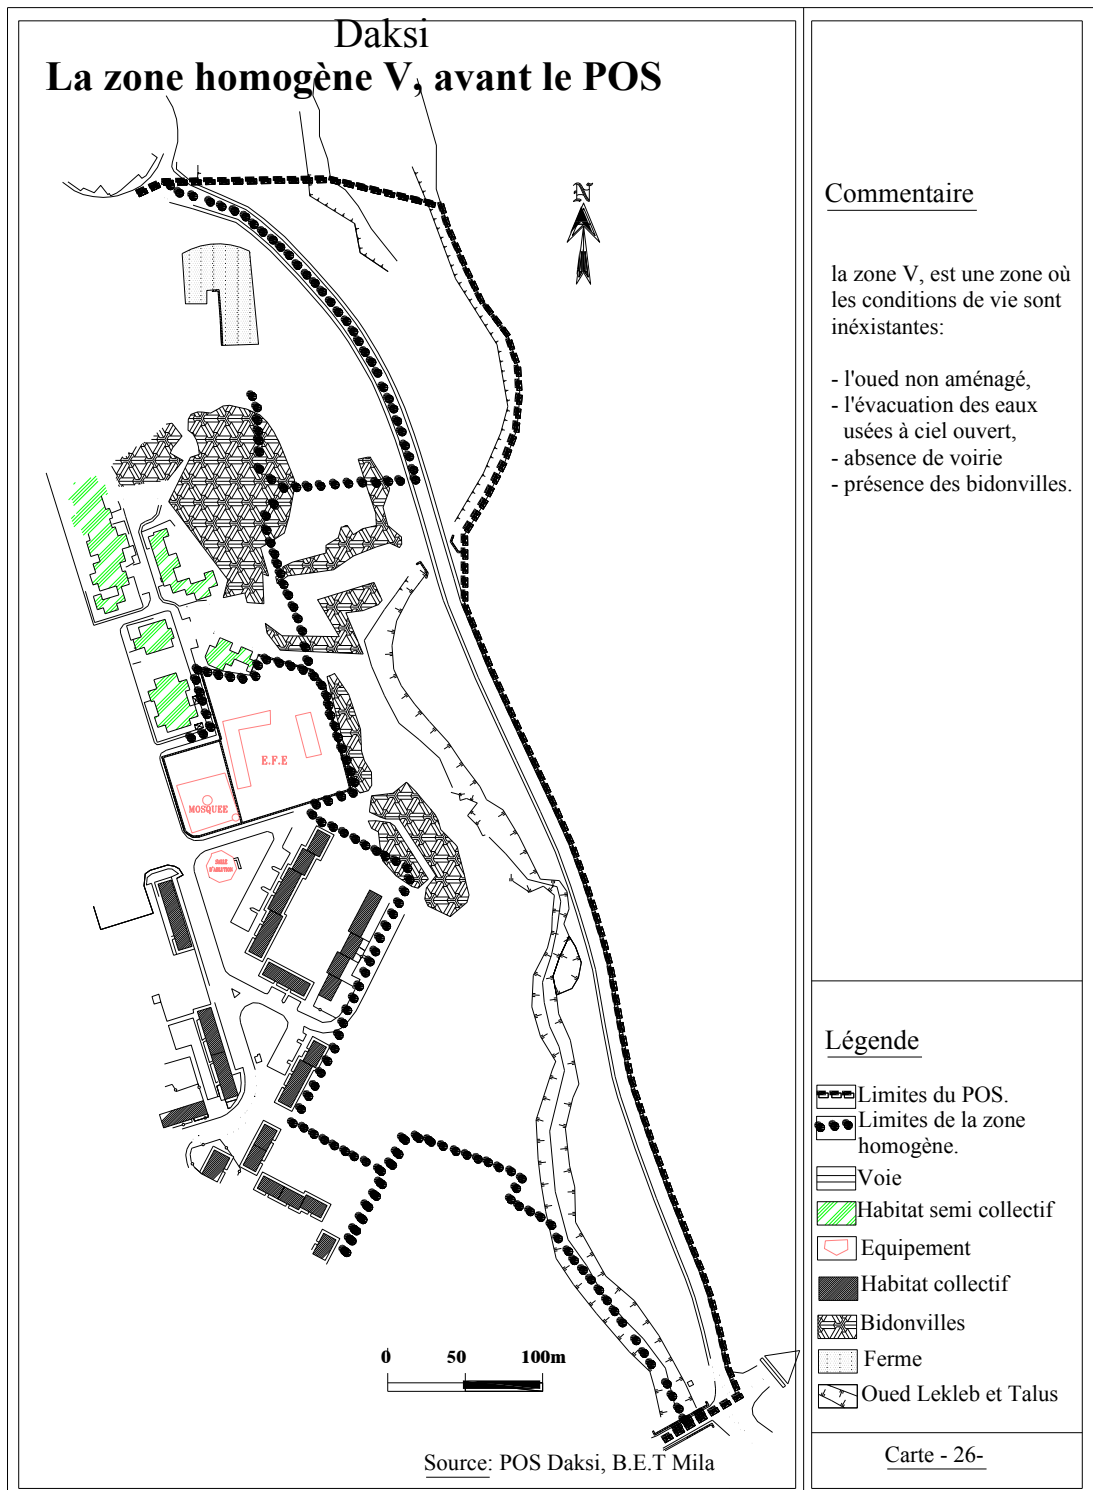 Daksi
La zone homogène V, avant le POS
N
E.F.E
MOSQUEE
SALLE
D'ABLUTION
0 50 100m
Source: POS Daksi, B.E.T Mila
Commentaire
la zone V, est une zone où
les conditions de vie sont
inéxistantes:
- l'oued non aménagé,
- l'évacuation des eaux
usées à ciel ouvert,
- absence de voirie
- présence des bidonvilles.
Légende
Limites du POS.
Limites de la zone
homogène.
Voie
Habitat semi collectif
Equipement
Habitat collectif
Bidonvilles
Ferme
Oued Lekleb et Talus
Carte - 26-